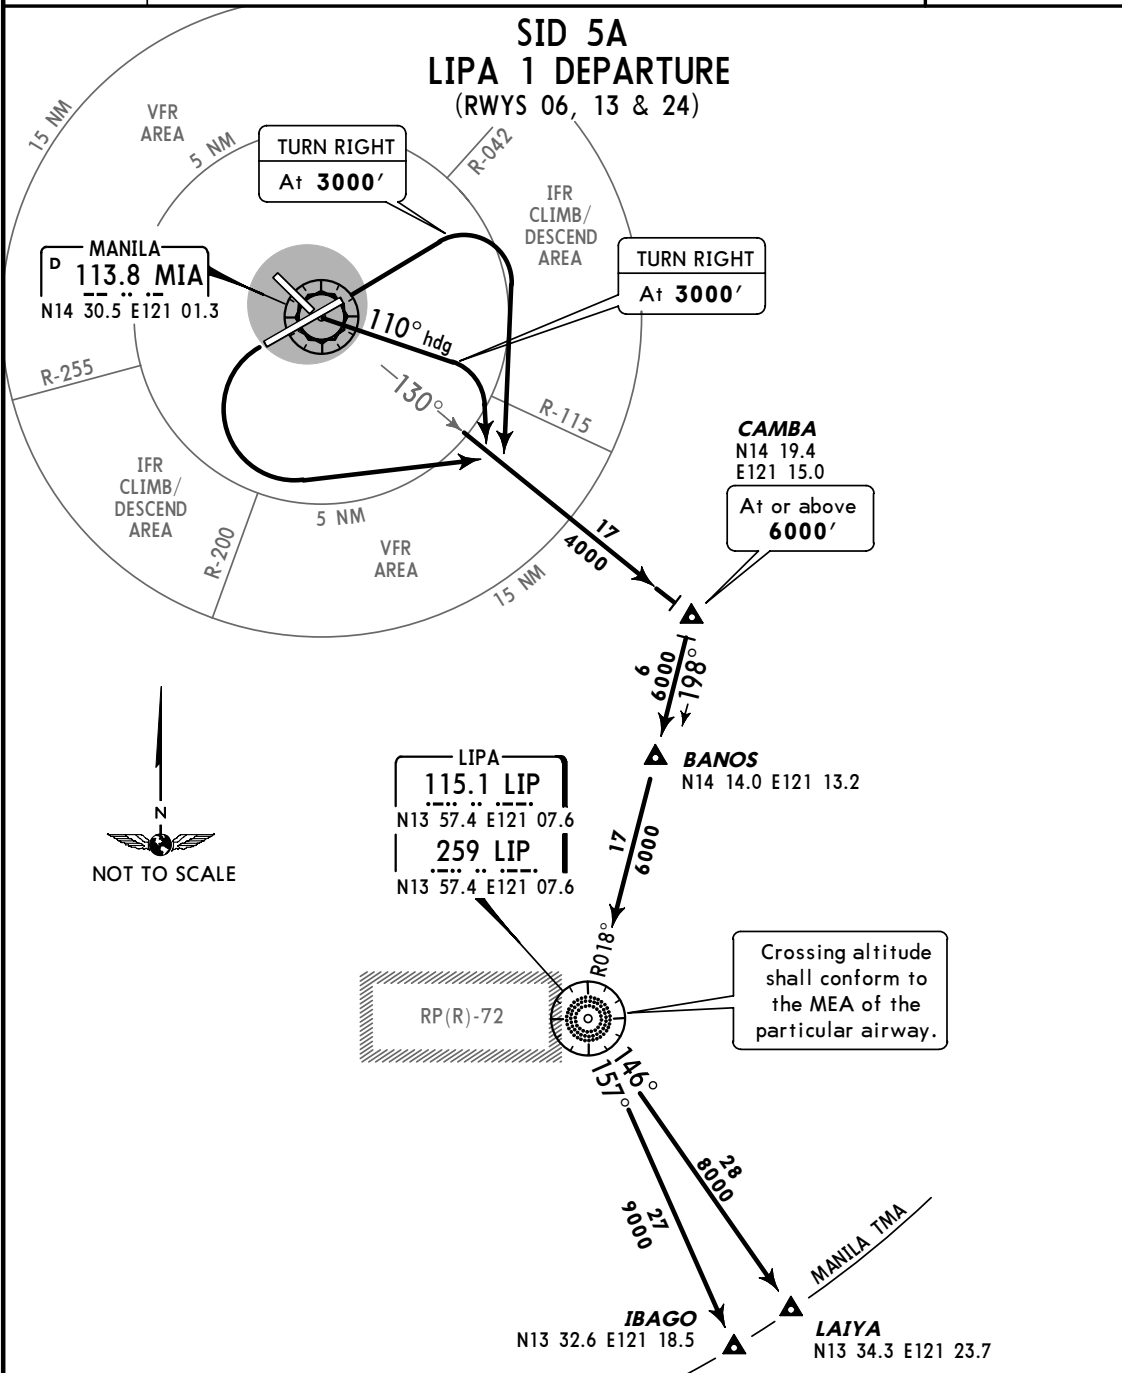 SID 5A
LIPA 1 DEPARTURE
(RWYS 06, 13 & 24)
15 NM
VFR
AREA
5 NM
TURN RIGHT
At 3000'
R-042
IFR
CLIMB/
DESCEND
AREA
TURN RIGHT
At 3000'
MANILA
D 113.8 MIA
N14 30.5 E121 01.3
110° hdg
R-255
130°
R-115
CAMBA
N14 19.4
E121 15.0
At or above
6000'
IFR
CLIMB/
DESCEND
AREA
R-200
5 NM
VFR
AREA
15 NM
17
4000
6
6000
198°
BANOS
N14 14.0 E121 13.2
LIPA
115.1 LIP
N13 57.4 E121 07.6
259 LIP
N13 57.4 E121 07.6
N
NOT TO SCALE
17
6000
R018°
RP(R)-72
Crossing altitude
shall conform to
the MEA of the
particular airway.
146°
157°
28
8000
27
9000
MANILA TMA
IBAGO
N13 32.6 E121 18.5
LAIYA
N13 34.3 E121 23.7